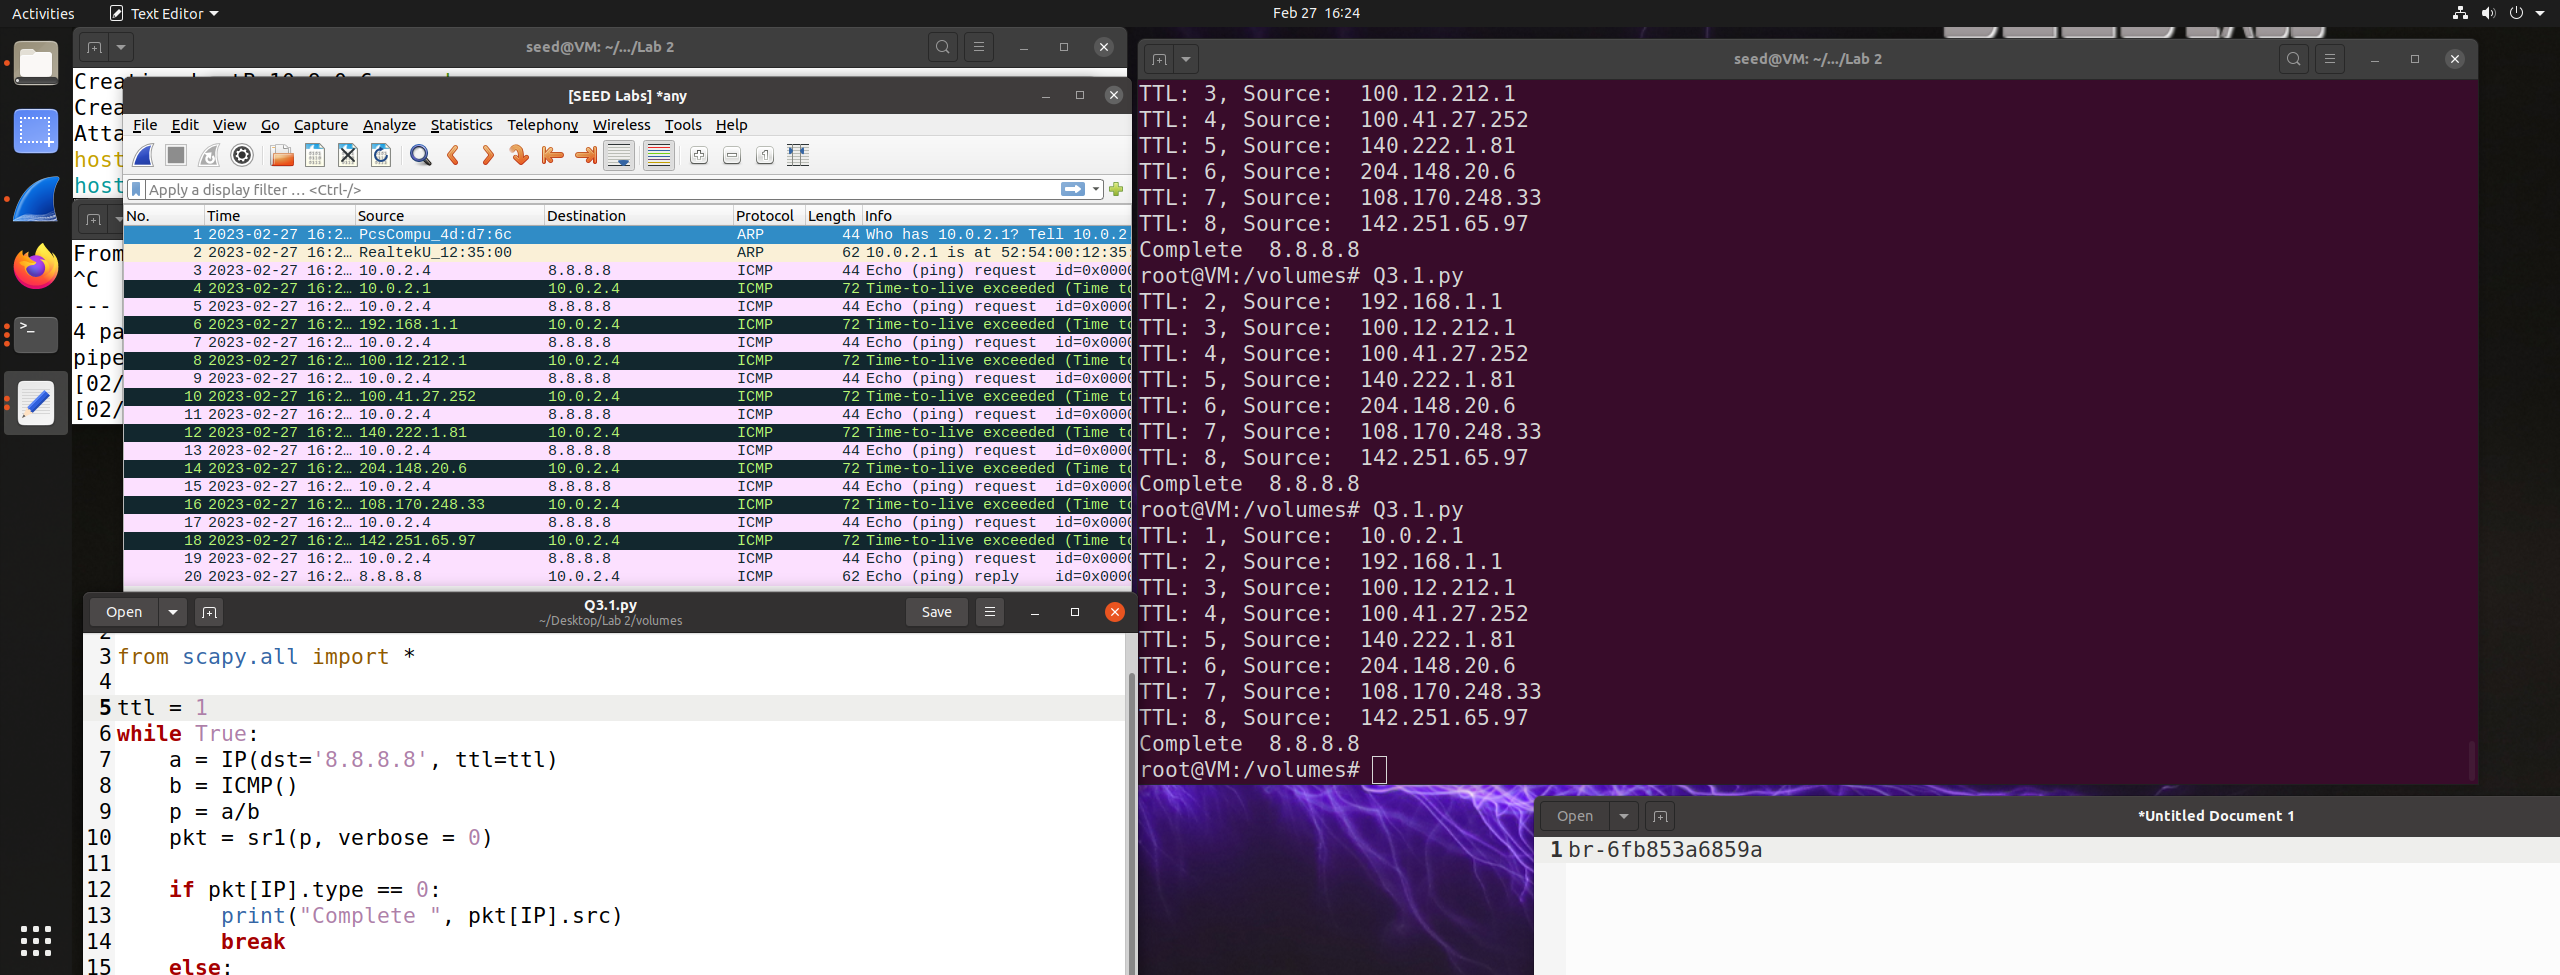 Activities
Text Editor
Feb 27 16:24
seed@VM: ~/.../Lab 2
Crea
Crea
Atta
host
host
From
^C
---
4 pa
pipe
[02/
[02/
[SEED Labs] *any
File Edit View Go Capture Analyze Statistics Telephony Wireless Tools Help
Apply a display filter … <Ctrl-/>
No. Time Source Destination Protocol Length Info
1 2023-02-27 16:2… PcsCompu_4d:d7:6c ARP 44 Who has 10.0.2.1? Tell 10.0.2
2 2023-02-27 16:2… RealtekU_12:35:00 ARP 62 10.0.2.1 is at 52:54:00:12:35:
3 2023-02-27 16:2… 10.0.2.4 8.8.8.8 ICMP 44 Echo (ping) request id=0x0000
4 2023-02-27 16:2… 10.0.2.1 10.0.2.4 ICMP 72 Time-to-live exceeded (Time to
5 2023-02-27 16:2… 10.0.2.4 8.8.8.8 ICMP 44 Echo (ping) request id=0x0000
6 2023-02-27 16:2… 192.168.1.1 10.0.2.4 ICMP 72 Time-to-live exceeded (Time to
7 2023-02-27 16:2… 10.0.2.4 8.8.8.8 ICMP 44 Echo (ping) request id=0x0000
8 2023-02-27 16:2… 100.12.212.1 10.0.2.4 ICMP 72 Time-to-live exceeded (Time to
9 2023-02-27 16:2… 10.0.2.4 8.8.8.8 ICMP 44 Echo (ping) request id=0x0000
10 2023-02-27 16:2… 100.41.27.252 10.0.2.4 ICMP 72 Time-to-live exceeded (Time to
11 2023-02-27 16:2… 10.0.2.4 8.8.8.8 ICMP 44 Echo (ping) request id=0x0000
12 2023-02-27 16:2… 140.222.1.81 10.0.2.4 ICMP 72 Time-to-live exceeded (Time to
13 2023-02-27 16:2… 10.0.2.4 8.8.8.8 ICMP 44 Echo (ping) request id=0x0000
14 2023-02-27 16:2… 204.148.20.6 10.0.2.4 ICMP 72 Time-to-live exceeded (Time to
15 2023-02-27 16:2… 10.0.2.4 8.8.8.8 ICMP 44 Echo (ping) request id=0x0000
16 2023-02-27 16:2… 108.170.248.33 10.0.2.4 ICMP 72 Time-to-live exceeded (Time to
17 2023-02-27 16:2… 10.0.2.4 8.8.8.8 ICMP 44 Echo (ping) request id=0x0000
18 2023-02-27 16:2… 142.251.65.97 10.0.2.4 ICMP 72 Time-to-live exceeded (Time to
19 2023-02-27 16:2… 10.0.2.4 8.8.8.8 ICMP 44 Echo (ping) request id=0x0000
20 2023-02-27 16:2… 8.8.8.8 10.0.2.4 ICMP 62 Echo (ping) reply id=0x0000
Open
Q3.1.py
~/Desktop/Lab 2/volumes
Save
2
3 from scapy.all import *
4
5 ttl = 1
6 while True:
7     a = IP(dst='8.8.8.8', ttl=ttl)
8     b = ICMP()
9     p = a/b
10     pkt = sr1(p, verbose = 0)
11
12     if pkt[IP].type == 0:
13         print("Complete ", pkt[IP].src)
14         break
15     else:
seed@VM: ~/.../Lab 2
TTL: 3, Source:  100.12.212.1
TTL: 4, Source:  100.41.27.252
TTL: 5, Source:  140.222.1.81
TTL: 6, Source:  204.148.20.6
TTL: 7, Source:  108.170.248.33
TTL: 8, Source:  142.251.65.97
Complete  8.8.8.8
root@VM:/volumes# Q3.1.py
TTL: 2, Source:  192.168.1.1
TTL: 3, Source:  100.12.212.1
TTL: 4, Source:  100.41.27.252
TTL: 5, Source:  140.222.1.81
TTL: 6, Source:  204.148.20.6
TTL: 7, Source:  108.170.248.33
TTL: 8, Source:  142.251.65.97
Complete  8.8.8.8
root@VM:/volumes# Q3.1.py
TTL: 1, Source:  10.0.2.1
TTL: 2, Source:  192.168.1.1
TTL: 3, Source:  100.12.212.1
TTL: 4, Source:  100.41.27.252
TTL: 5, Source:  140.222.1.81
TTL: 6, Source:  204.148.20.6
TTL: 7, Source:  108.170.248.33
TTL: 8, Source:  142.251.65.97
Complete  8.8.8.8
root@VM:/volumes#
Open
*Untitled Document 1
1 br-6fb853a6859a